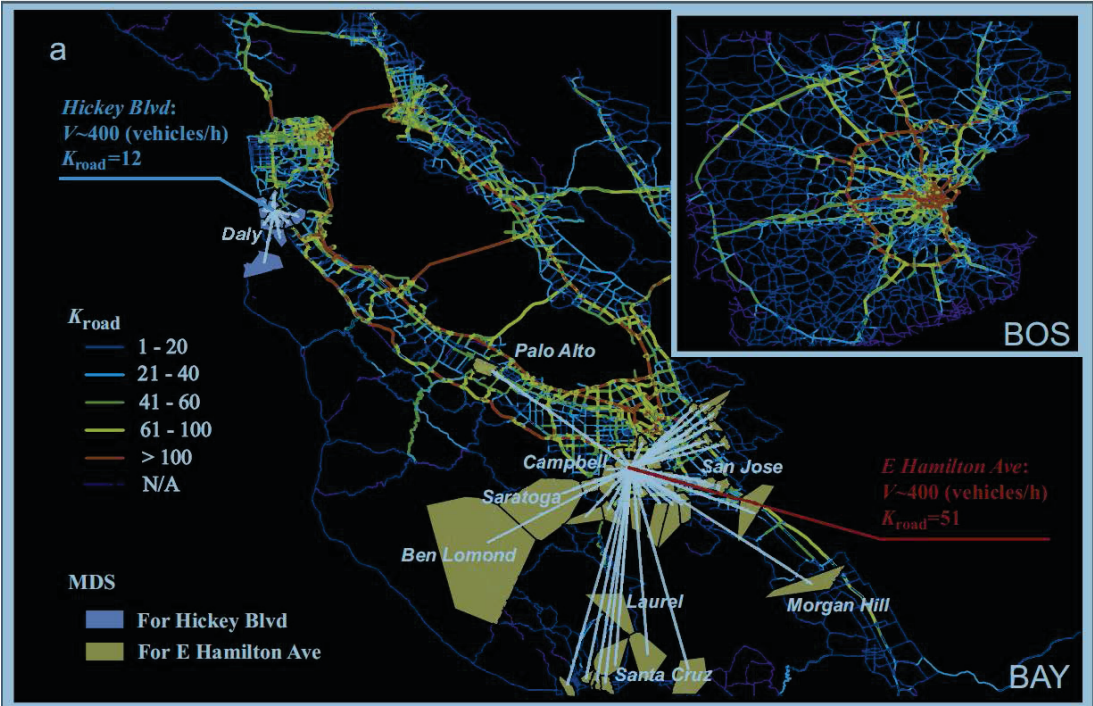 a
Hickey Blvd:
V~400 (vehicles/h)
Kroad=12
Daly
Kroad
1 - 20
21 - 40
41 - 60
61 - 100
> 100
N/A
MDS
For Hickey Blvd
For E Hamilton Ave
Palo Alto
Campbell
San Jose
Saratoga
Ben Lomond
Laurel
Morgan Hill
Santa Cruz
E Hamilton Ave:
V~400 (vehicles/h)
Kroad=51
BOS
BAY